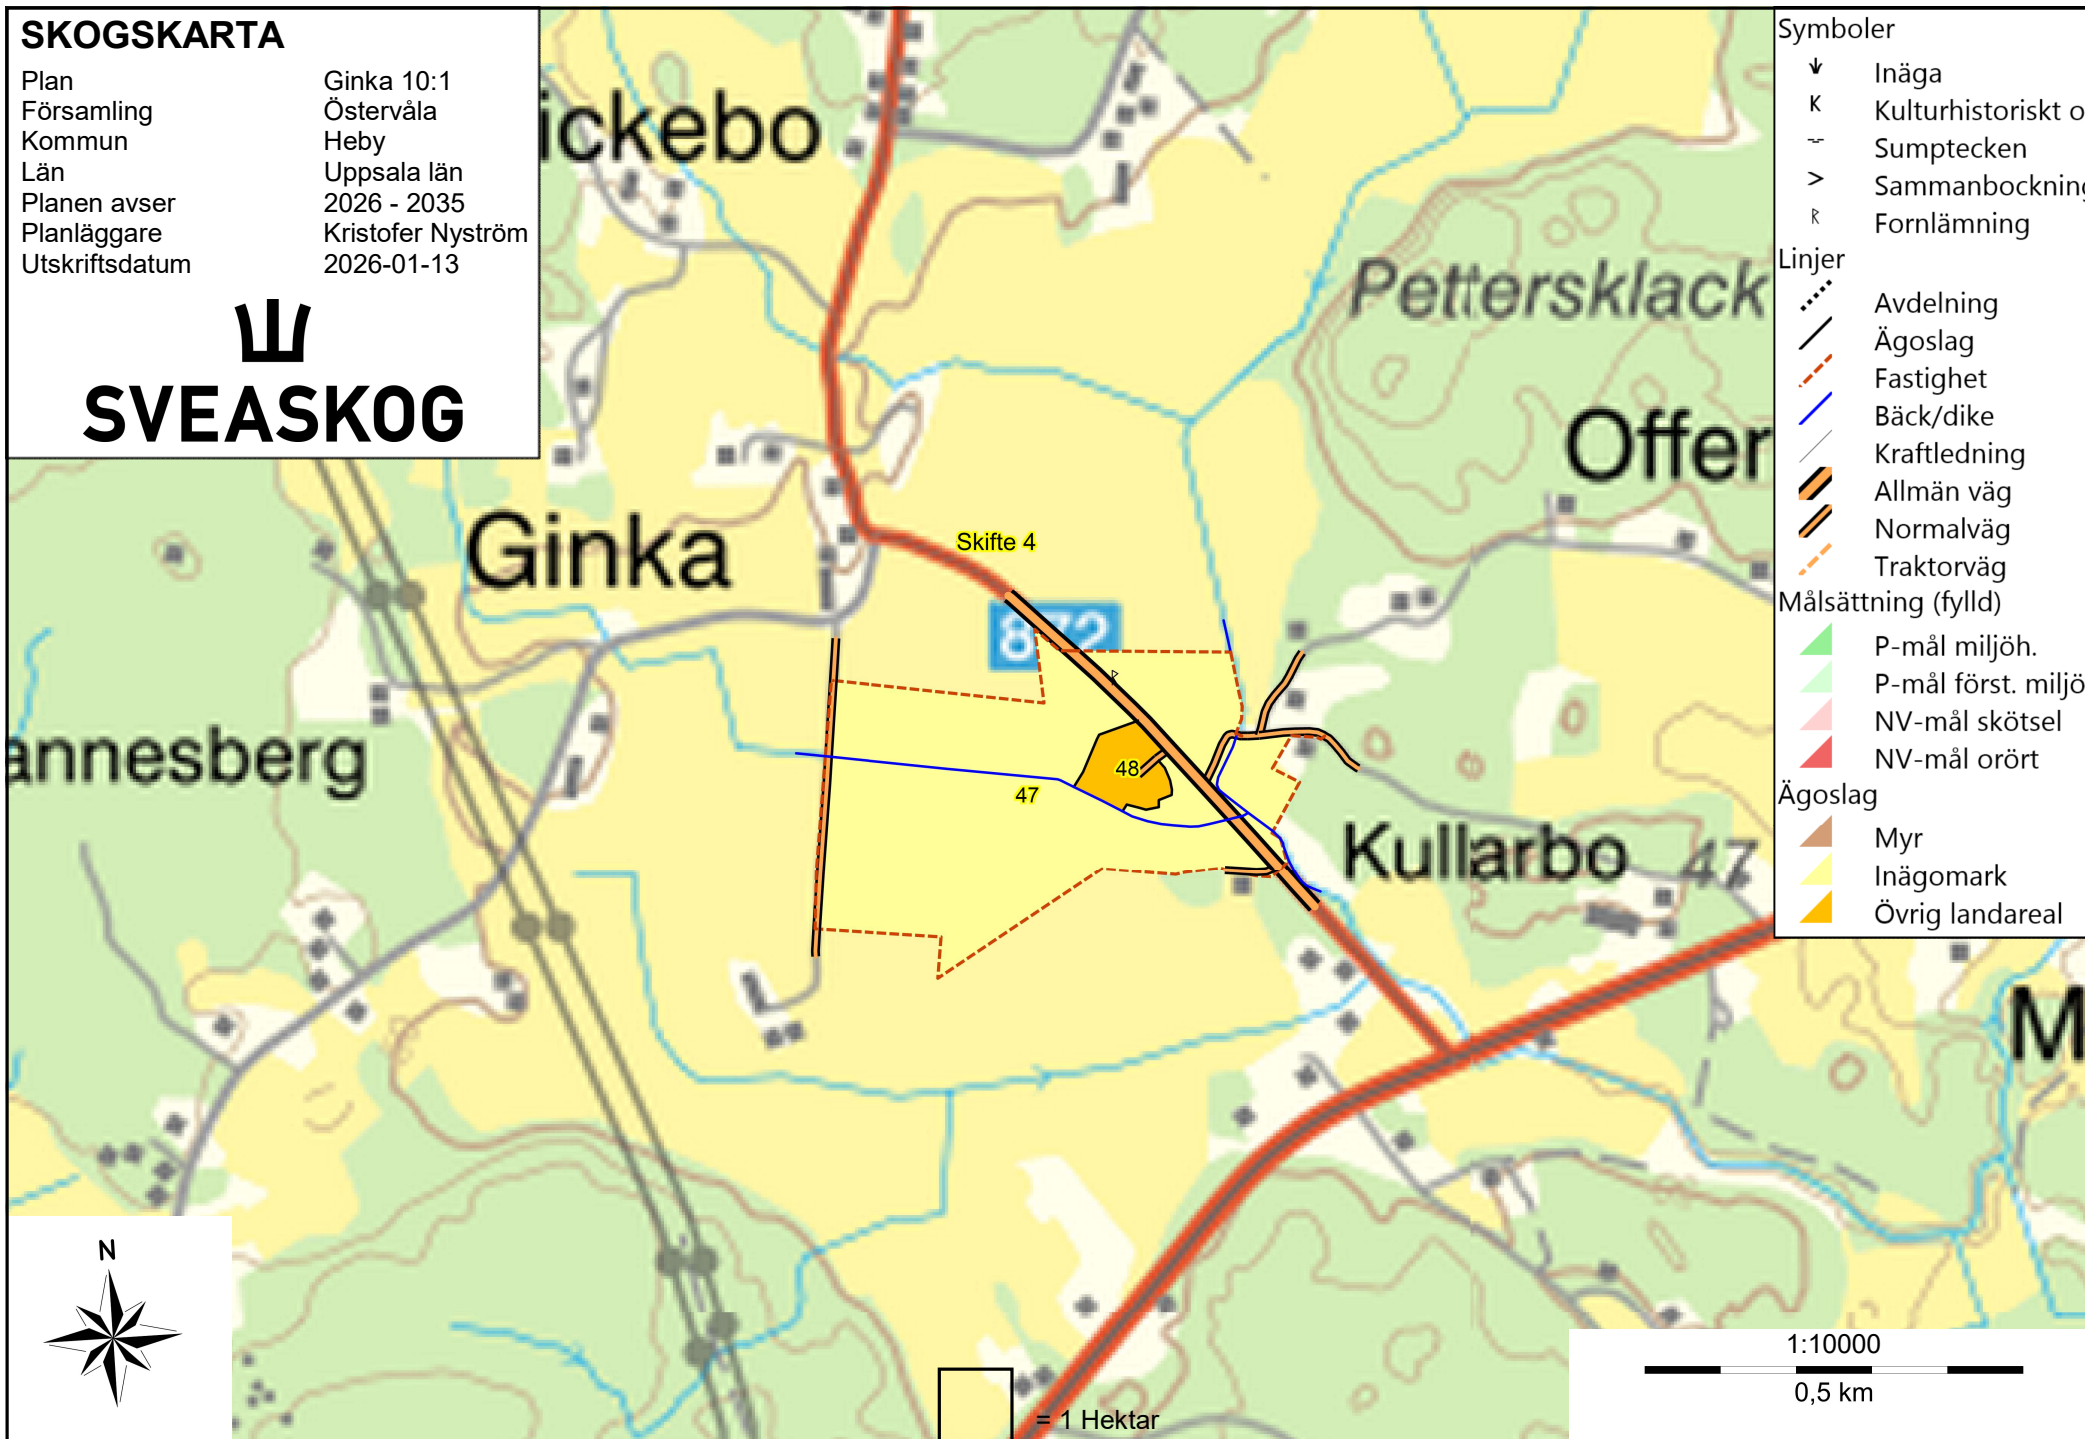 SKOGSKARTA
Plan Ginka 10:1
Församling Östervåla
Kommun Heby
Län Uppsala län
Planen avser 2026 - 2035
Planläggare Kristofer Nyström
Utskriftsdatum 2026-01-13
SVEASKOG
ickebo
Pettersklack
Offer
Ginka
Skifte 4
872
annesberg
48
47
Kullarbo
47
M
Symboler
Inäga
Kulturhistoriskt o
Sumptecken
Sammanbockning
Fornlämning
Linjer
Avdelning
Ägoslag
Fastighet
Bäck/dike
Kraftledning
Allmän väg
Normalväg
Traktorväg
Målsättning (fylld)
P-mål miljöh.
P-mål först. miljö
NV-mål skötsel
NV-mål orört
Ägoslag
Myr
Inägomark
Övrig landareal
N
= 1 Hektar
1:10000
0,5 km